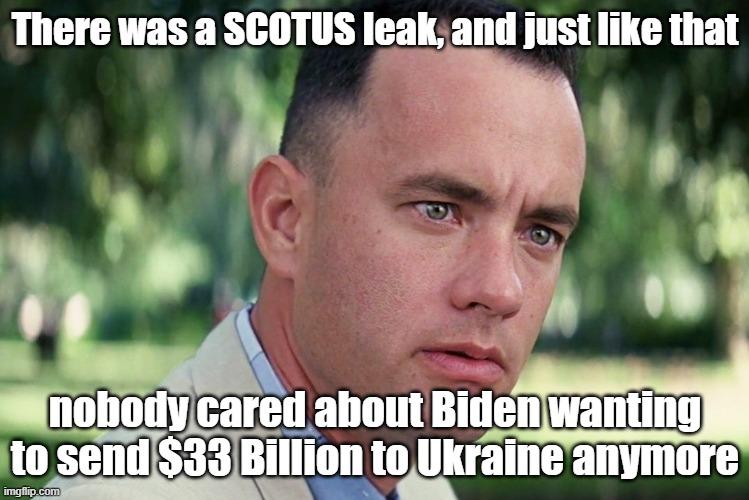 There was a SCOTUS leak, and just like that
nobody cared about Biden wanting
to send $33 Billion to Ukraine anymore
imgflip.com